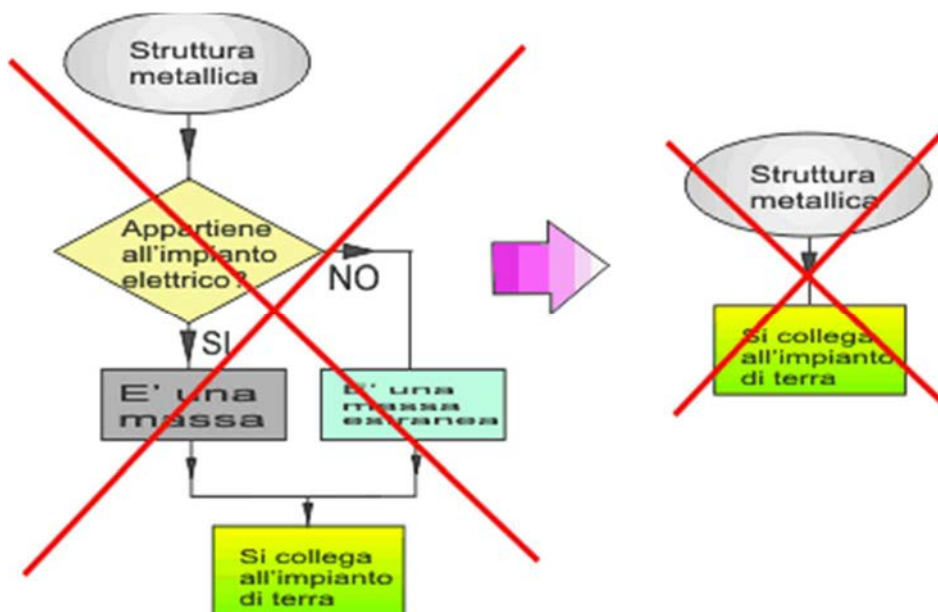 Struttura
metallica
Appartiene
all'impianto
elettrico?
NO
SI
E' una
massa
E' una
massa
estranea
Si collega
all'impianto
di terra
Struttura
metallica
Si collega
all'impianto
di terra